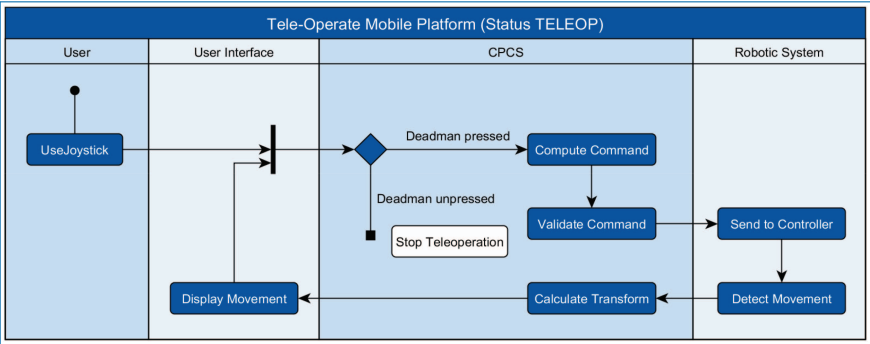 Tele-Operate Mobile Platform (Status TELEOP)
User
User Interface
CPCS
Robotic System
Deadman pressed
UseJoystick
Compute Command
Deadman unpressed
Validate Command
Send to Controller
Stop Teleoperation
Display Movement
Calculate Transform
Detect Movement